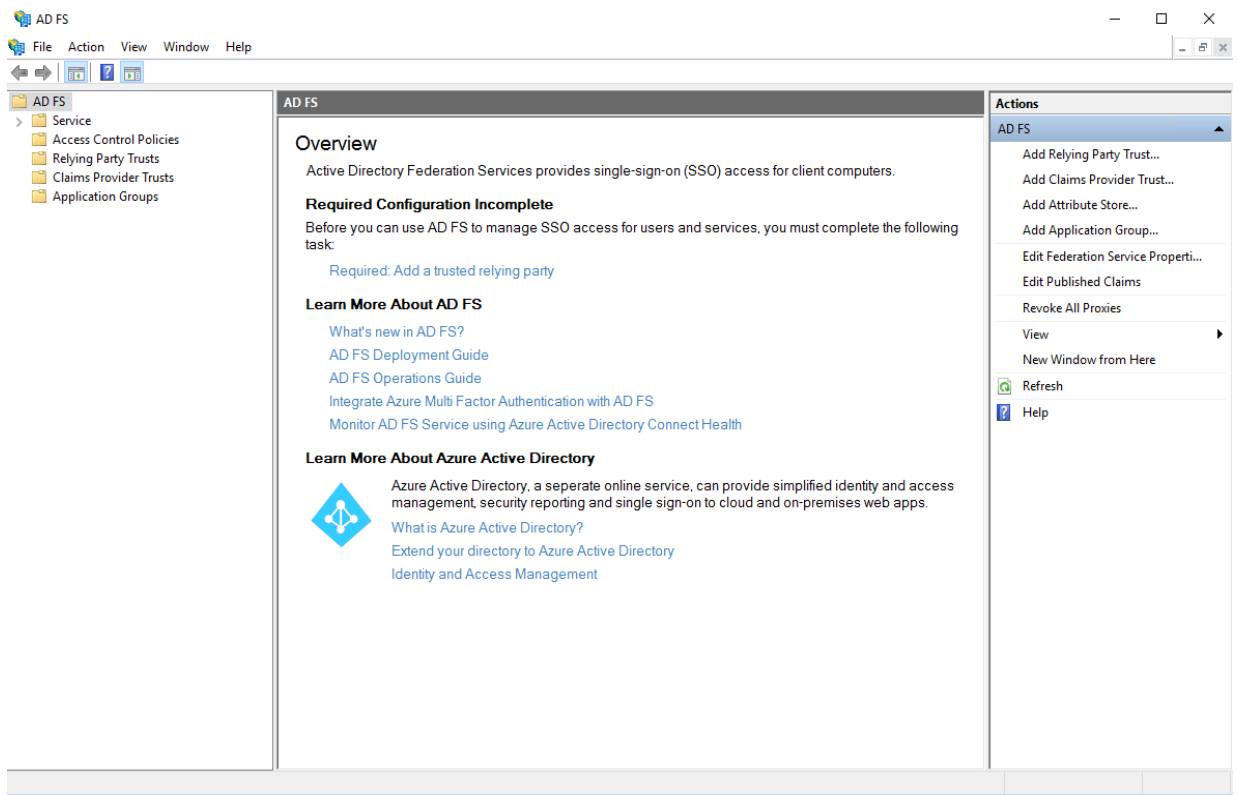 AD FS
File Action View Window Help
AD FS
Service
Access Control Policies
Relying Party Trusts
Claims Provider Trusts
Application Groups
AD FS
Overview
Active Directory Federation Services provides single-sign-on (SSO) access for client computers.
Required Configuration Incomplete
Before you can use AD FS to manage SSO access for users and services, you must complete the following
task:
Required: Add a trusted relying party
Learn More About AD FS
What's new in AD FS?
AD FS Deployment Guide
AD FS Operations Guide
Integrate Azure Multi Factor Authentication with AD FS
Monitor AD FS Service using Azure Active Directory Connect Health
Learn More About Azure Active Directory
Azure Active Directory, a seperate online service, can provide simplified identity and access
management, security reporting and single sign-on to cloud and on-premises web apps.
What is Azure Active Directory?
Extend your directory to Azure Active Directory
Identity and Access Management
Actions
AD FS
Add Relying Party Trust...
Add Claims Provider Trust...
Add Attribute Store...
Add Application Group...
Edit Federation Service Properti...
Edit Published Claims
Revoke All Proxies
View
New Window from Here
Refresh
Help